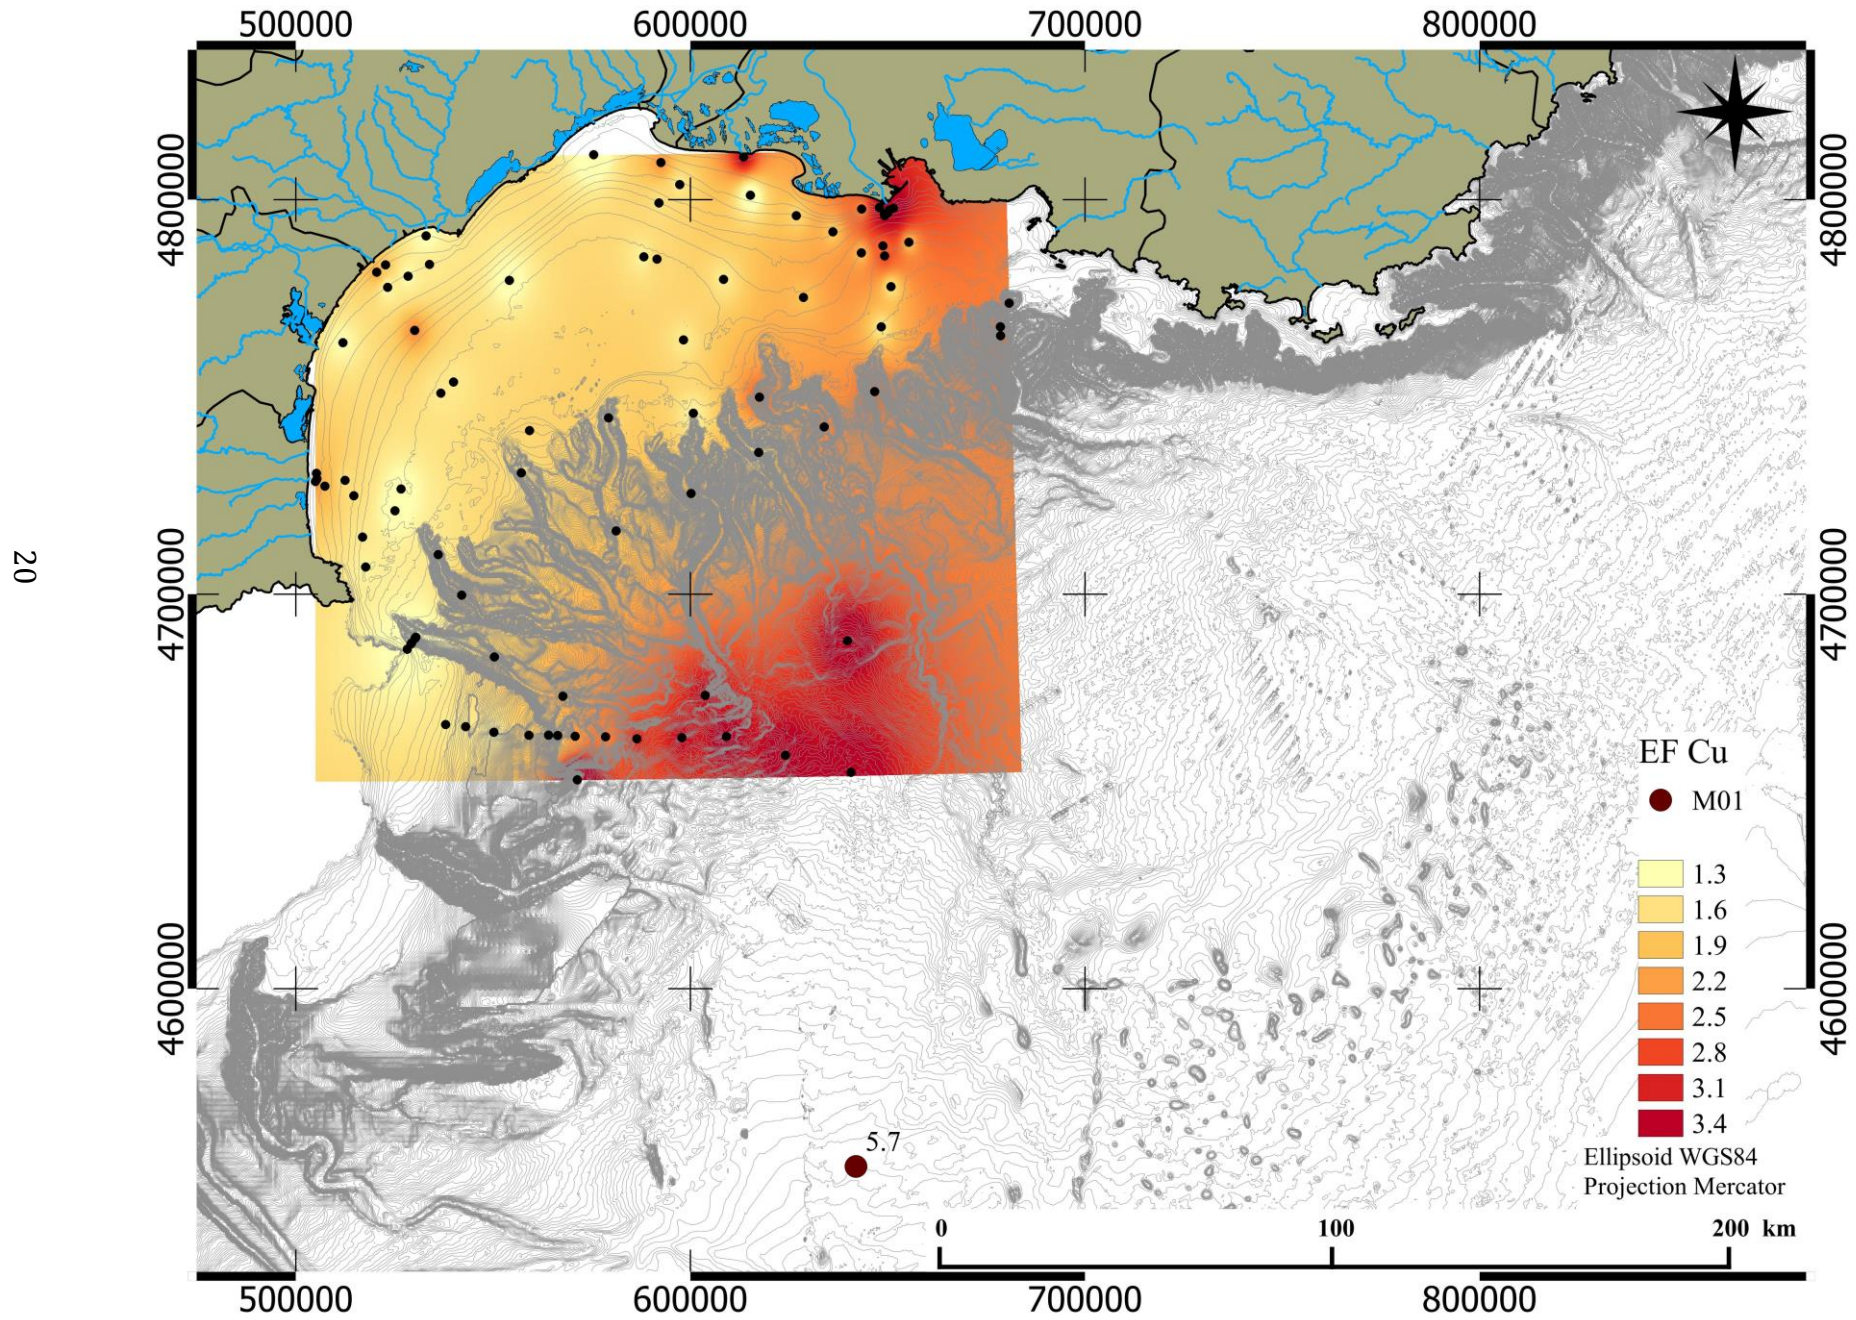 500000 600000 700000 800000
4800000 4800000
4700000 4700000
20
EF Cu
M01
1.3
1.6
1.9
2.2
2.5
2.8
3.1
3.4
4600000 4600000
5.7
Ellipsoid WGS84
Projection Mercator
0 100 200 km
500000 600000 700000 800000